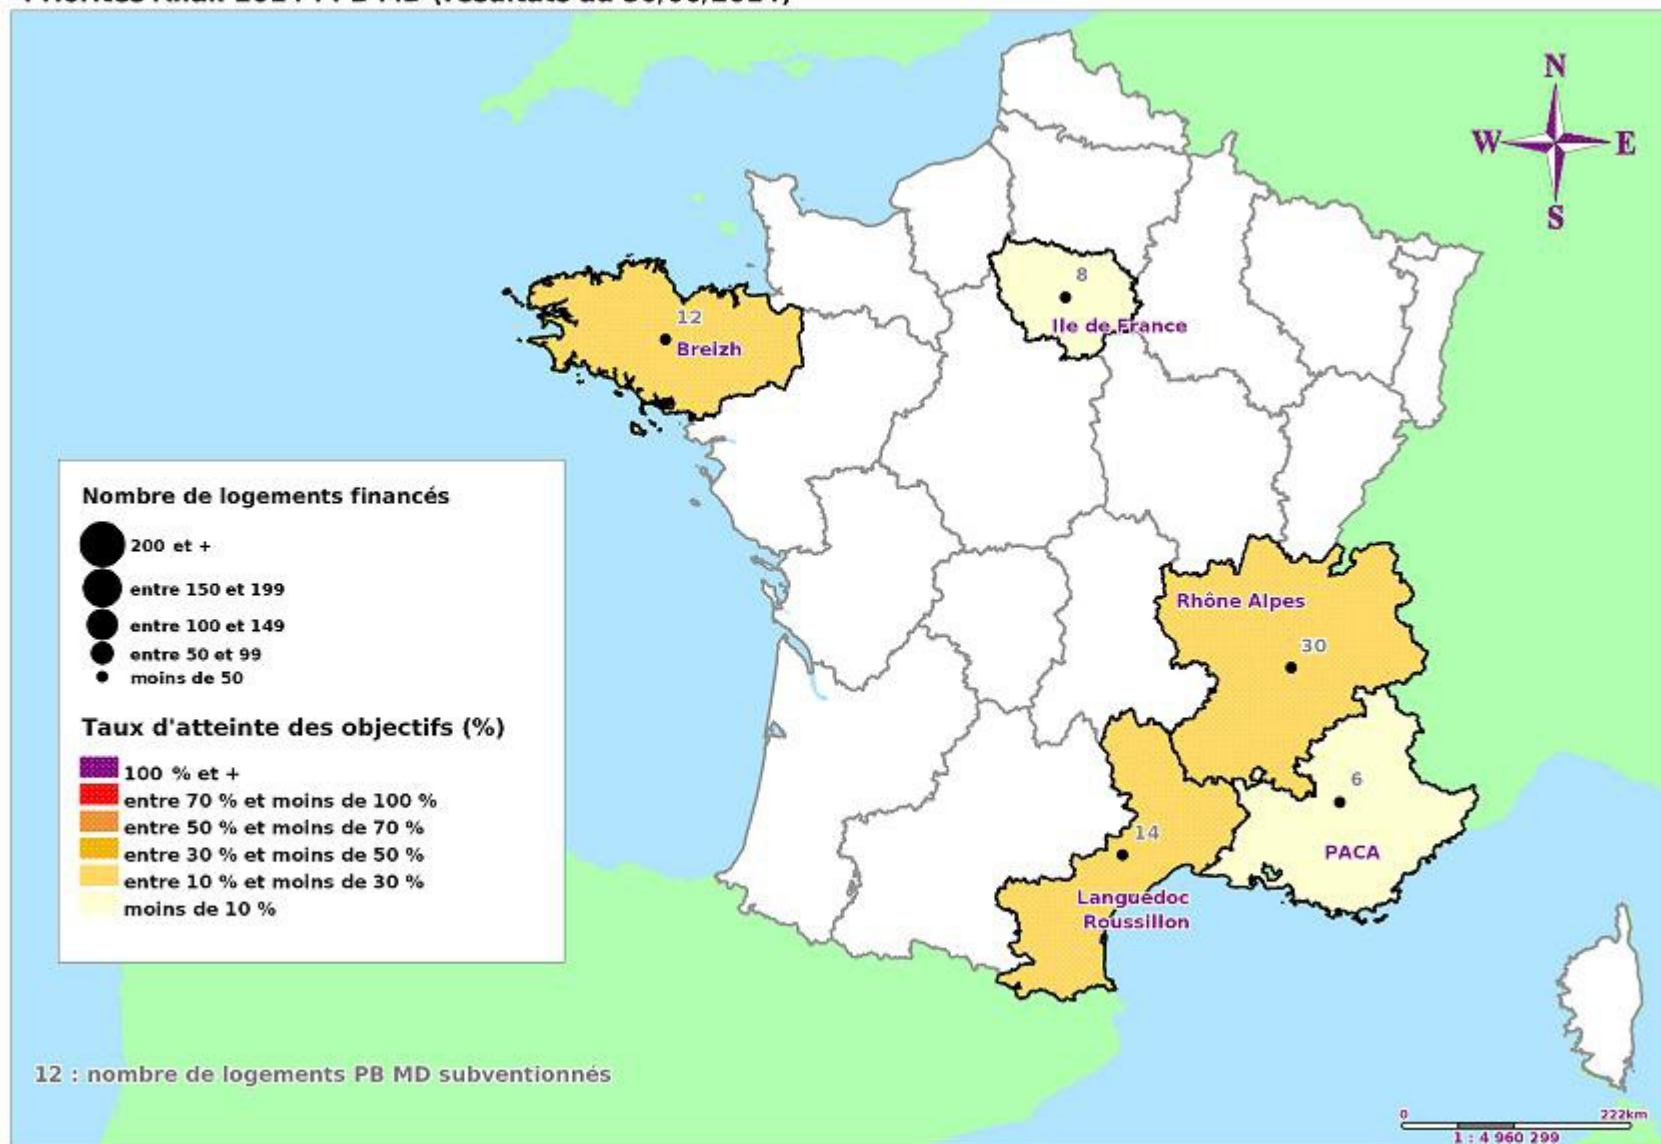 N
W E
S
8
Ile de France
12
Breizh
Nombre de logements financés
200 et +
entre 150 et 199
entre 100 et 149
entre 50 et 99
moins de 50
Rhône Alpes
30
Taux d'atteinte des objectifs (%)
100 % et +
entre 70 % et moins de 100 %
entre 50 % et moins de 70 %
entre 30 % et moins de 50 %
entre 10 % et moins de 30 %
moins de 10 %
6
PACA
14
Languedoc
Roussillon
12 : nombre de logements PB MD subventionnés
0 222km
1 : 4 960 299